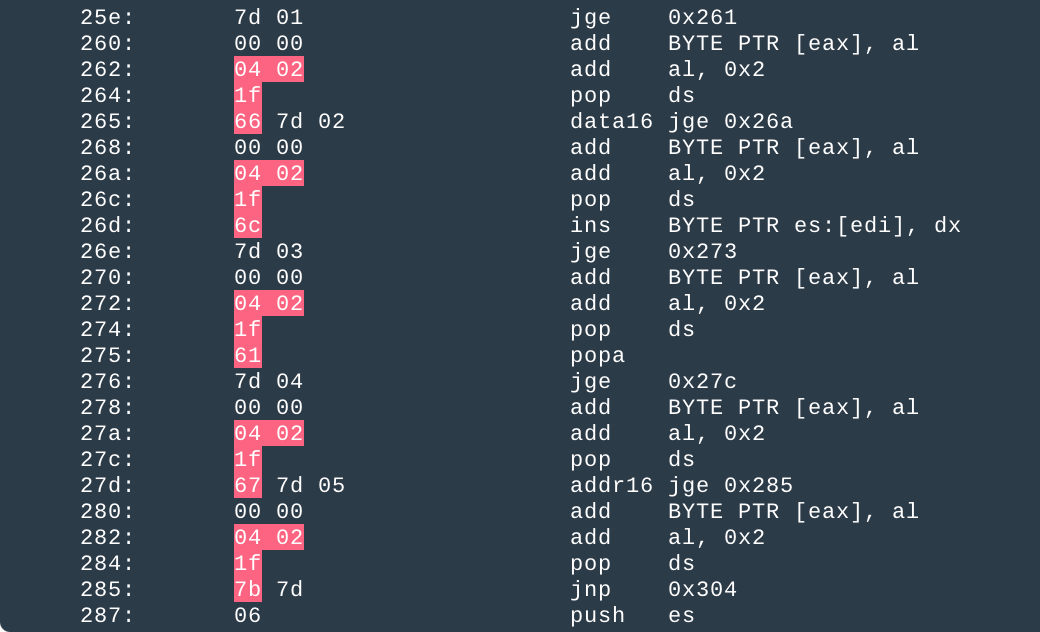 25e: 7d 01 jge 0x261
260: 00 00 add BYTE PTR [eax], al
262: 04 02 add al, 0x2
264: 1f pop ds
265: 66 7d 02 data16 jge 0x26a
268: 00 00 add BYTE PTR [eax], al
26a: 04 02 add al, 0x2
26c: 1f pop ds
26d: 6c ins BYTE PTR es:[edi], dx
26e: 7d 03 jge 0x273
270: 00 00 add BYTE PTR [eax], al
272: 04 02 add al, 0x2
274: 1f pop ds
275: 61 popa
276: 7d 04 jge 0x27c
278: 00 00 add BYTE PTR [eax], al
27a: 04 02 add al, 0x2
27c: 1f pop ds
27d: 67 7d 05 addr16 jge 0x285
280: 00 00 add BYTE PTR [eax], al
282: 04 02 add al, 0x2
284: 1f pop ds
285: 7b 7d jnp 0x304
287: 06 push es